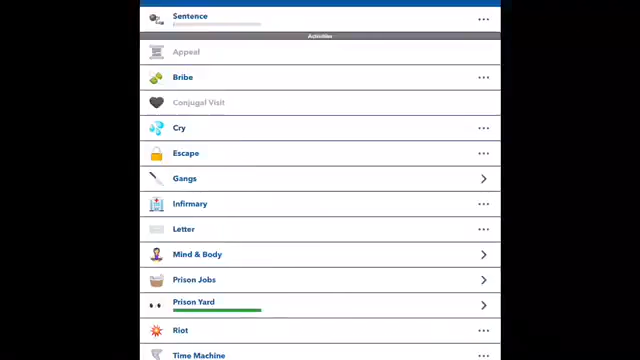 Sentence
Activities
Appeal
Bribe
Conjugal Visit
Cry
Escape
Gangs
Infirmary
Letter
Mind & Body
Prison Jobs
Prison Yard
Riot
Time Machine